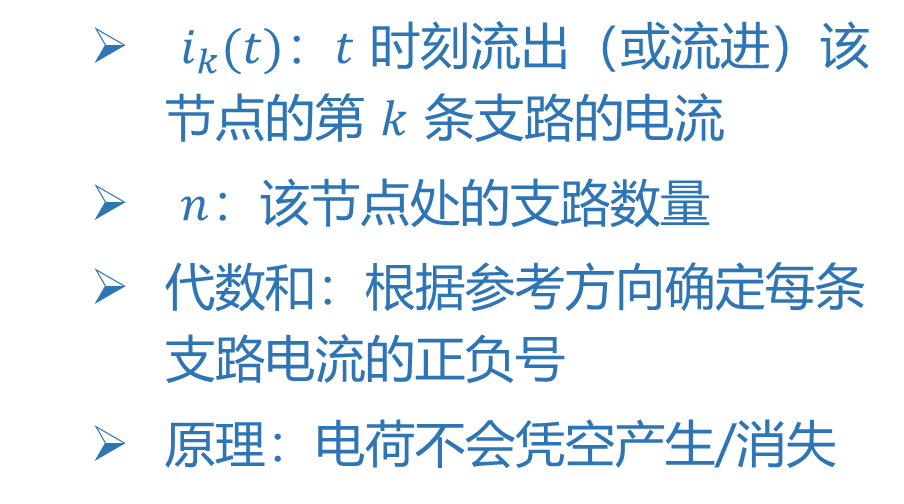 ➢ 𝑖ₖ(𝑡)：𝑡 时刻流出（或流进）该
节点的第 𝑘 条支路的电流
➢ 𝑛：该节点处的支路数量
➢ 代数和：根据参考方向确定每条
支路电流的正负号
➢ 原理：电荷不会凭空产生/消失